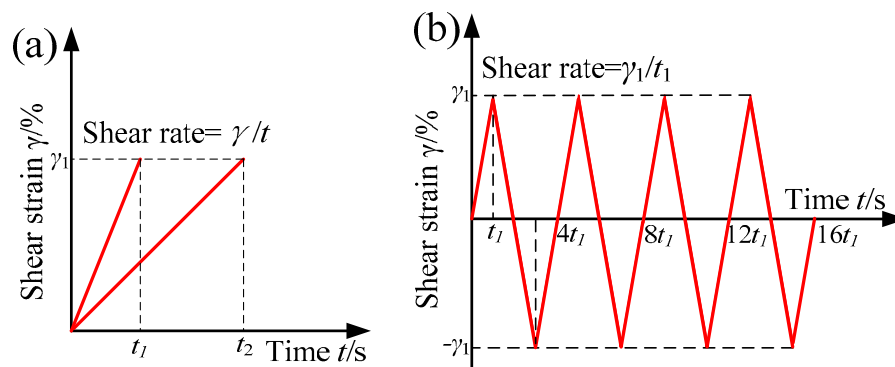 (a)
Shear strain γ/%
Shear rate= γ/t
γ1
t1
t2
Time t/s
(b)
Shear strain γ/%
Shear rate=γ1/t1
γ1
-γ1
t1
4t1
8t1
12t1
16t1
Time t/s